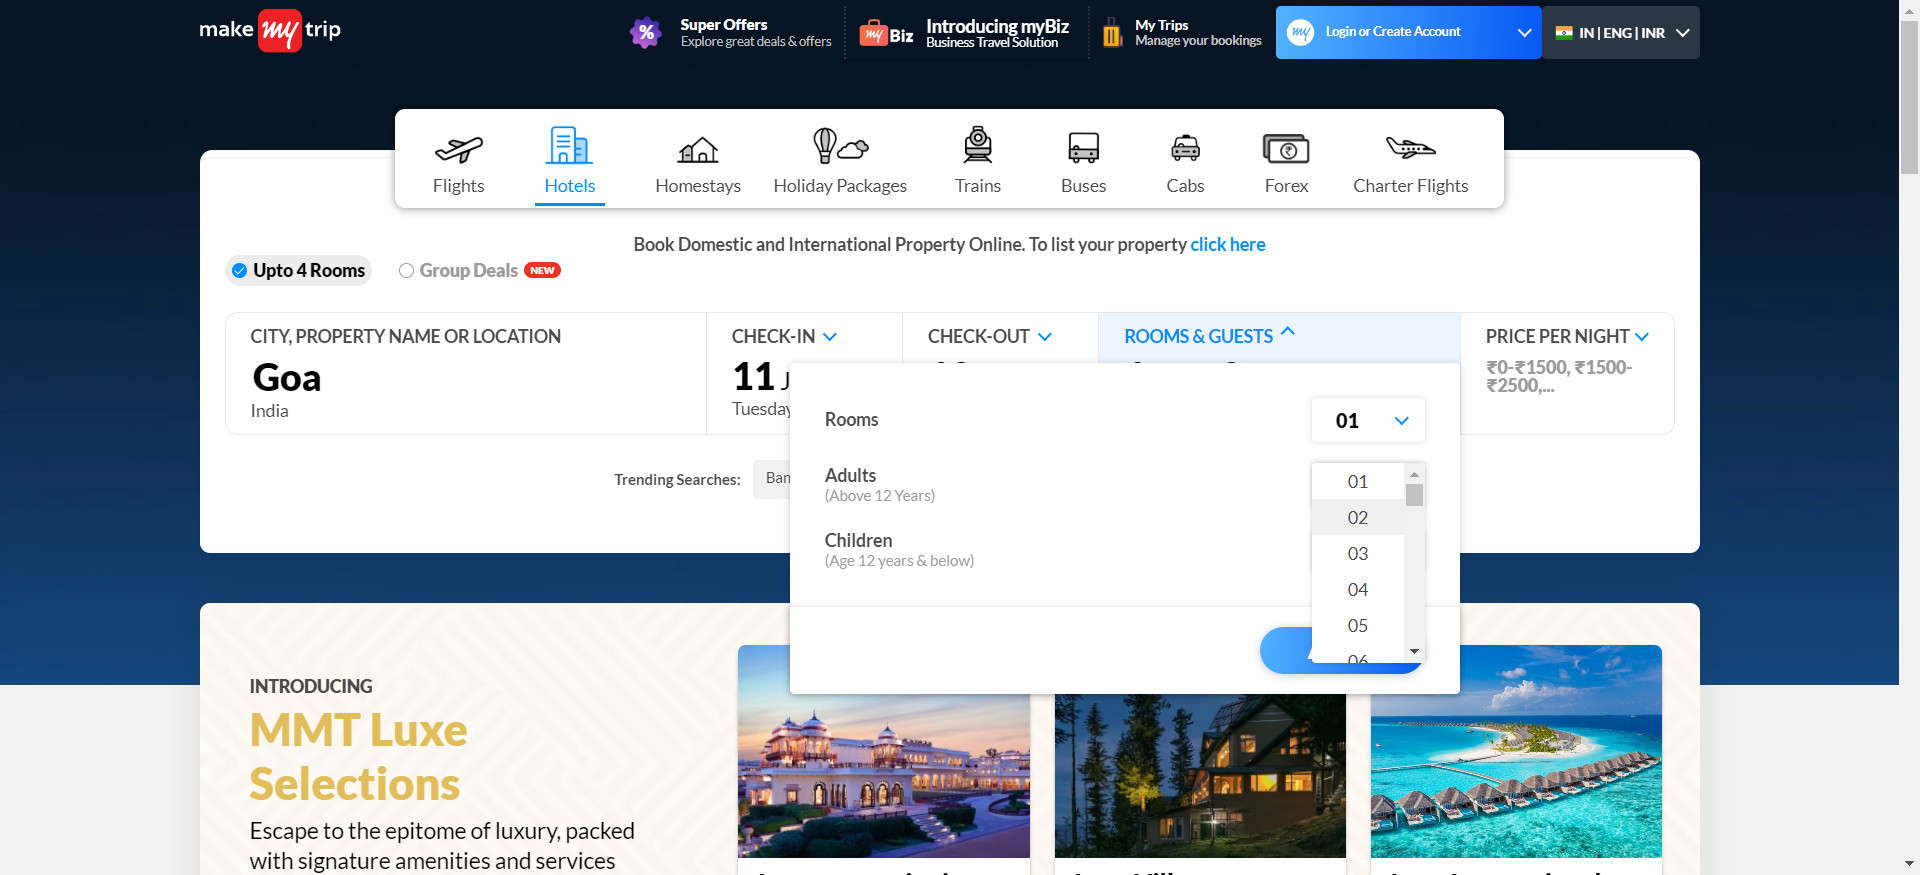 make my trip
Super Offers
Explore great deals & offers
my Biz
Introducing myBiz
Business Travel Solution
My Trips
Manage your bookings
my
Login or Create Account
IN | ENG | INR
Flights
Hotels
Homestays
Holiday Packages
Trains
Buses
Cabs
Forex
Charter Flights
Book Domestic and International Property Online. To list your property click here
Upto 4 Rooms
Group Deals NEW
CITY, PROPERTY NAME OR LOCATION
Goa
India
CHECK-IN
11 J
Tuesday
CHECK-OUT
ROOMS & GUESTS
PRICE PER NIGHT
₹0-₹1500, ₹1500-
₹2500,...
Rooms
01
Adults
(Above 12 Years)
Children
(Age 12 years & below)
01
02
03
04
05
06
Trending Searches:
Ban
INTRODUCING
MMT Luxe
Selections
Escape to the epitome of luxury, packed
with signature amenities and services